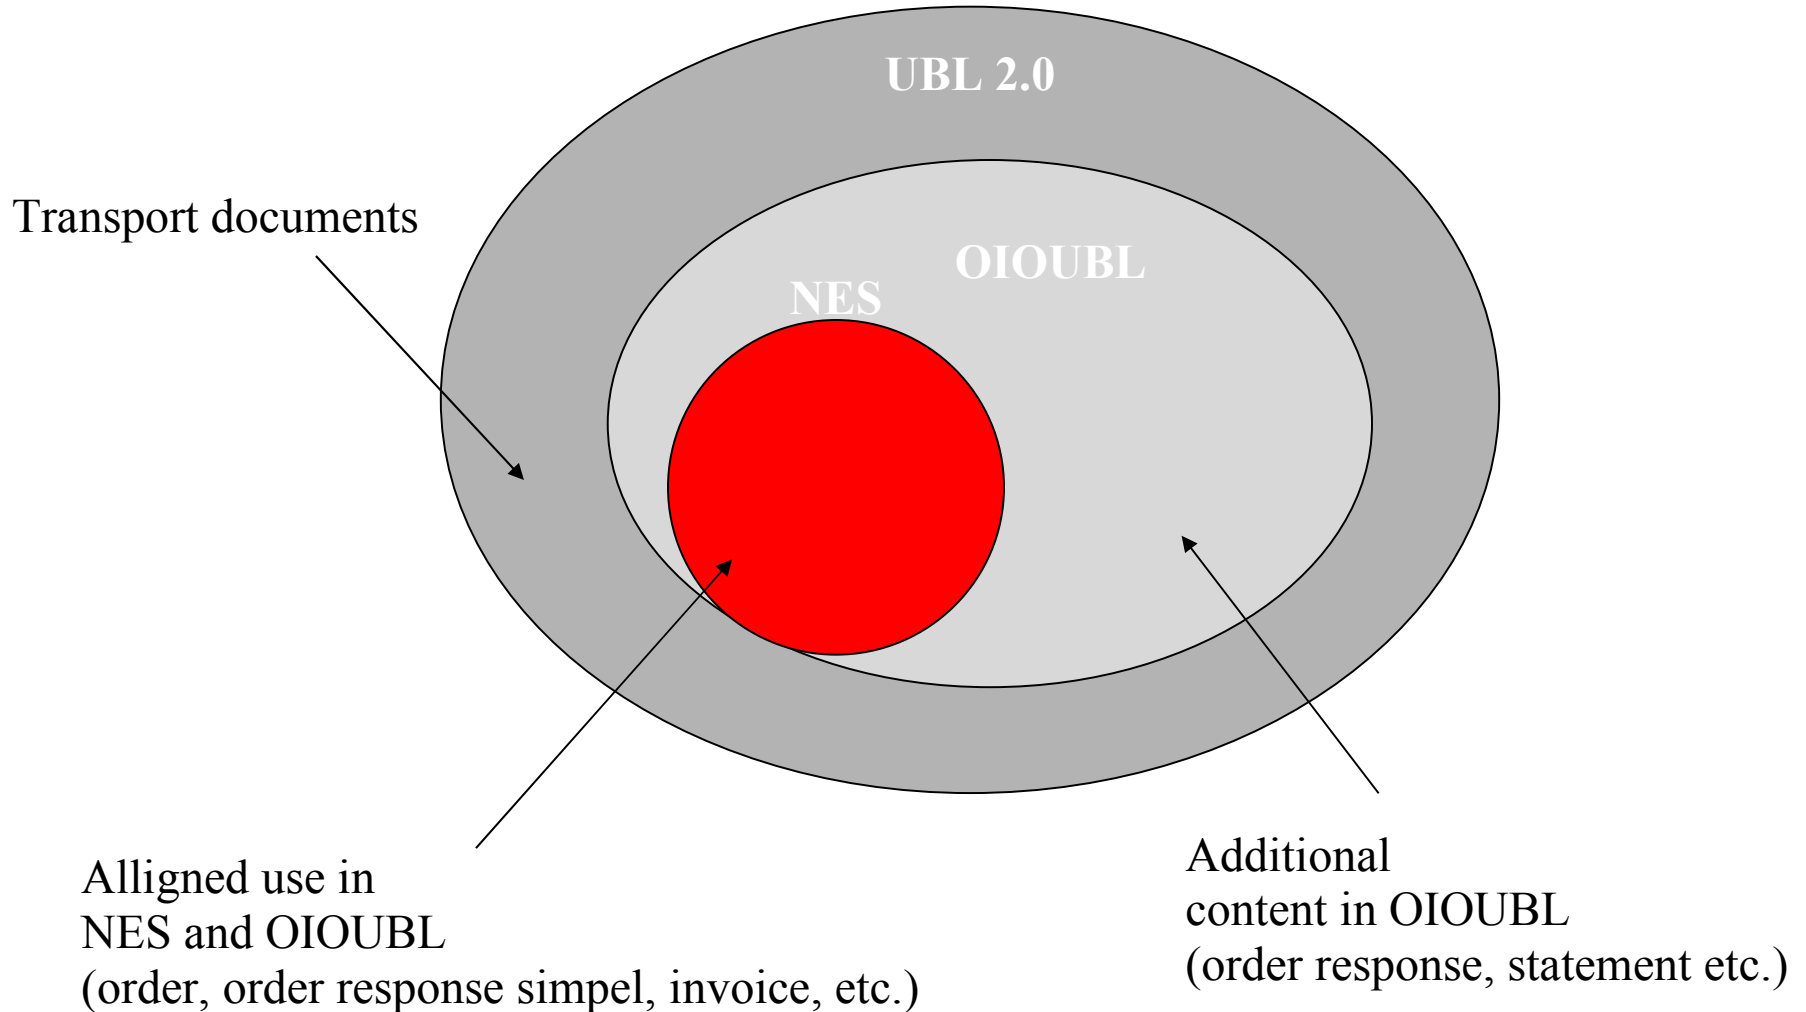 UBL 2.0
Transport documents
OIOUBL
NES
Alligned use in
NES and OIOUBL
(order, order response simpel, invoice, etc.)
Additional
content in OIOUBL
(order response, statement etc.)